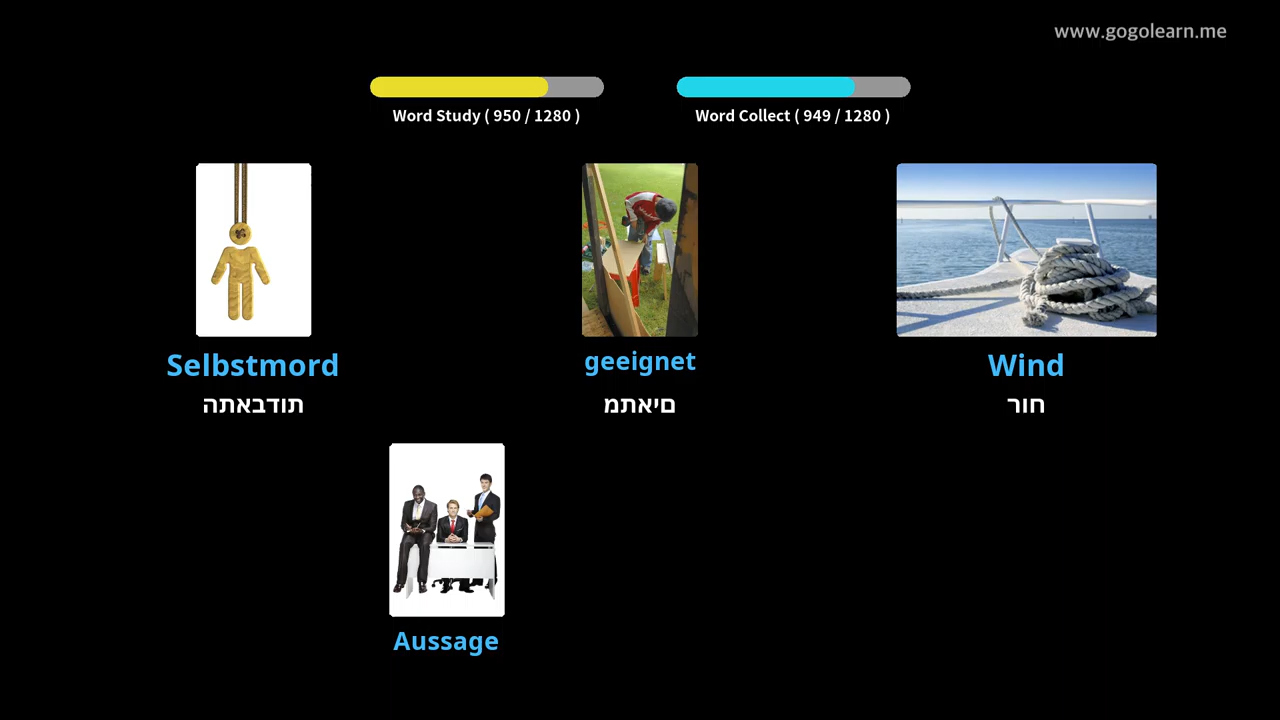 www.gogolearn.me
Word Study ( 950 / 1280 )
Word Collect ( 949 / 1280 )
Selbstmord
תודבאתה
geeignet
םיאתמ
Wind
חור
Aussage